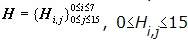 H = {H_{i,j}}^{0≤i≤7}_{0≤j≤15}, 0≤H_{i,j}≤15